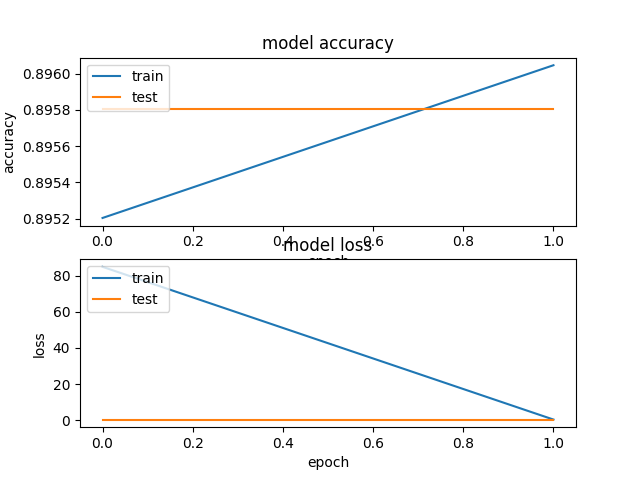 model accuracy
0.8960
0.8958
0.8956
0.8954
0.8952
accuracy
train
test
0.0 0.2 0.4 0.6 0.8 1.0
epoch
model loss
80
60
40
20
0
loss
train
test
0.0 0.2 0.4 0.6 0.8 1.0
epoch